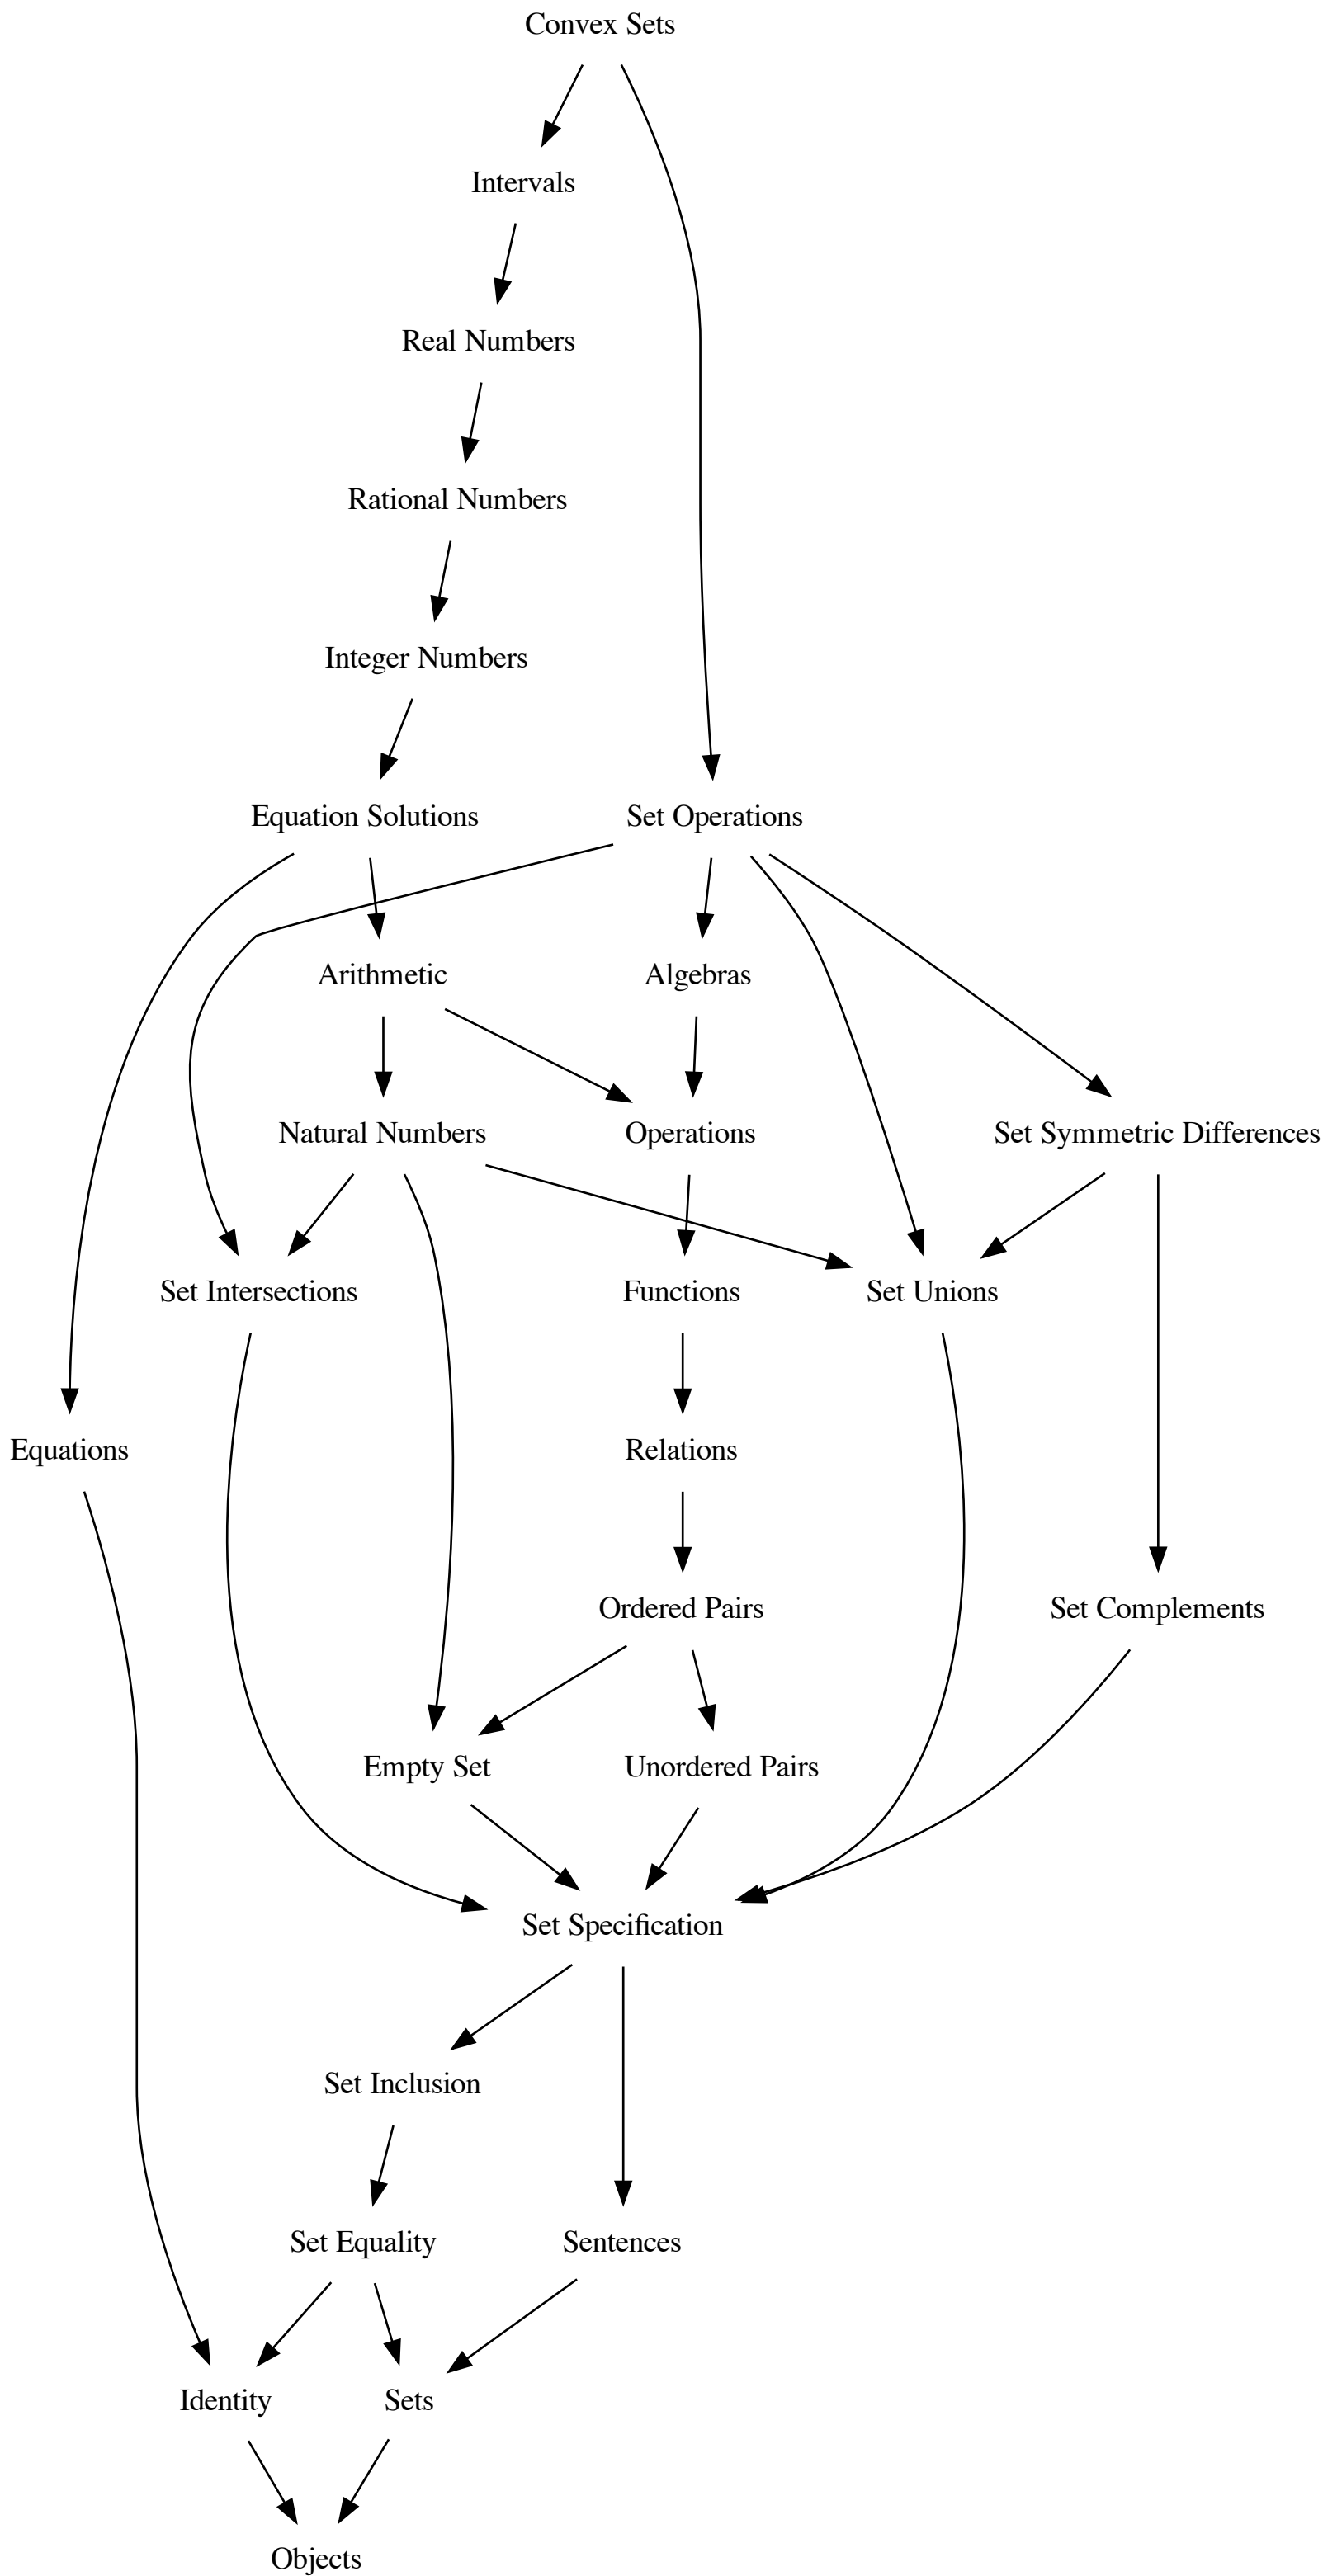 Convex Sets
Intervals
Real Numbers
Rational Numbers
Integer Numbers
Equation Solutions
Set Operations
Arithmetic
Algebras
Natural Numbers
Operations
Set Symmetric Differences
Set Intersections
Functions
Set Unions
Equations
Relations
Ordered Pairs
Set Complements
Empty Set
Unordered Pairs
Set Specification
Set Inclusion
Set Equality
Sentences
Identity
Sets
Objects